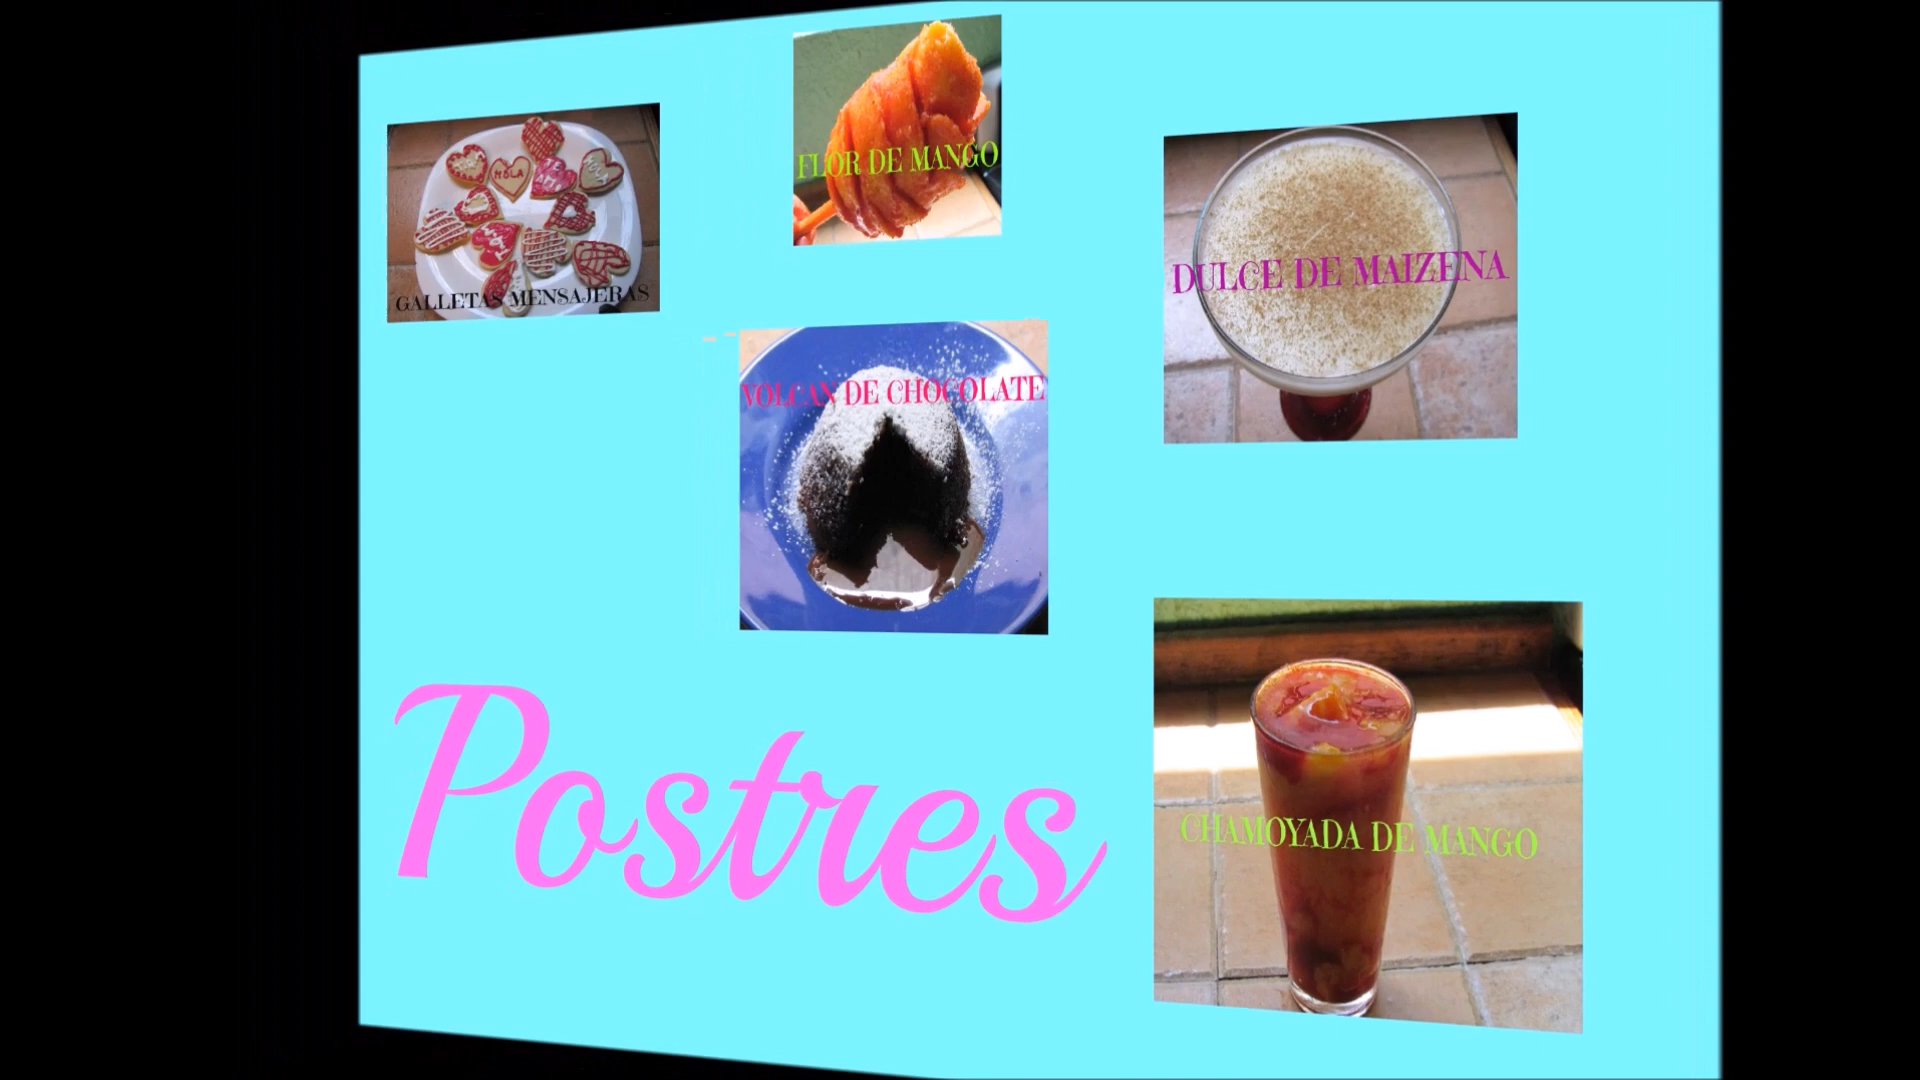 FLOR DE MANGO
GALLETAS MENSAJERAS
DULCE DE MAIZENA
VOLCAN DE CHOCOLATE
Postres
CHAMOYADA DE MANGO